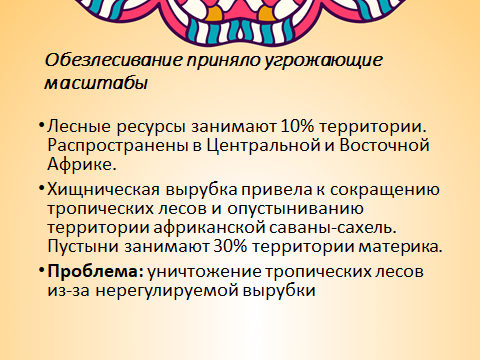 Обезлесивание приняло угрожающие
масштабы
• Лесные ресурсы занимают 10% территории.
Распространены в Центральной и Восточной
Африке.
• Хищническая вырубка привела к сокращению
тропических лесов и опустыниванию
территории африканской саваны-сахель.
Пустыни занимают 30% территории материка.
• Проблема: уничтожение тропических лесов
из-за нерегулируемой вырубки